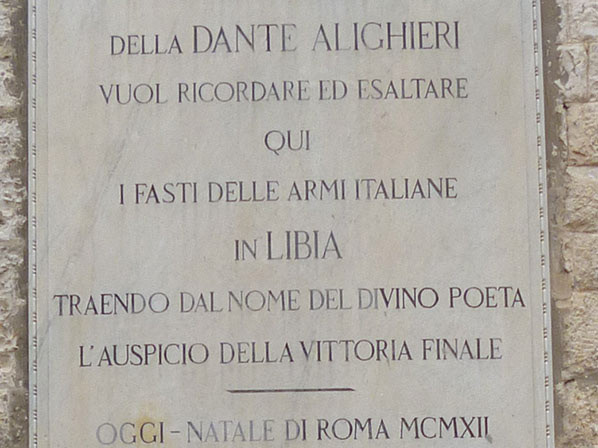 DELLA DANTE ALIGHIERI
VUOL RICORDARE ED ESALTARE
QUI
I FASTI DELLE ARMI ITALIANE
IN LIBIA
TRAENDO DAL NOME DEL DIVINO POETA
L'AUSPICIO DELLA VITTORIA FINALE
OGGI - NATALE DI ROMA MCMXII